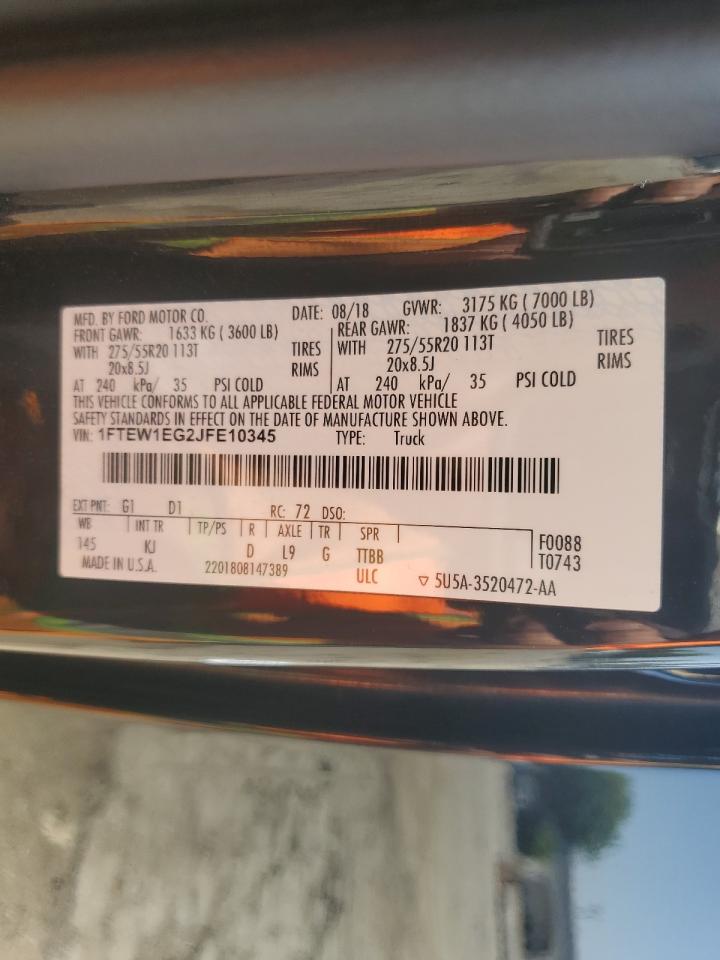 MFD. BY FORD MOTOR CO. DATE: 08/18 GVWR: 3175 KG ( 7000 LB)
FRONT GAWR: 1633 KG ( 3600 LB) REAR GAWR: 1837 KG ( 4050 LB)
WITH 275/55R20 113T TIRES WITH 275/55R20 113T TIRES
20x8.5J RIMS 20x8.5J RIMS
AT 240 kPa/ 35 PSI COLD AT 240 kPa/ 35 PSI COLD
THIS VEHICLE CONFORMS TO ALL APPLICABLE FEDERAL MOTOR VEHICLE
SAFETY STANDARDS IN EFFECT ON THE DATE OF MANUFACTURE SHOWN ABOVE.
VIN: 1FTEW1EG2JFE10345 TYPE: Truck
EXT PNT: G1 D1 RC: 72 DSO:
WB INT TR TP/PS R AXLE TR SPR F0088
145 KJ D L9 G TTBB T0743
MADE IN U.S.A. 2201808147389 ULC ▽ 5U5A-3520472-AA